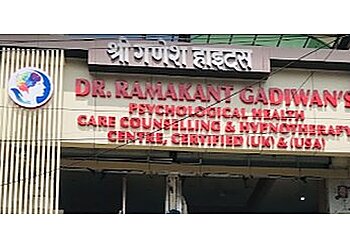 श्री गणेश हाइट्स
DR. RAMAKANT GADIWAN'S
PSYCHOLOGICAL HEALTH
CARE COUNSELLING & HYPNOTHERAPY
CENTRE, CERTIFIED (UK) & (USA)